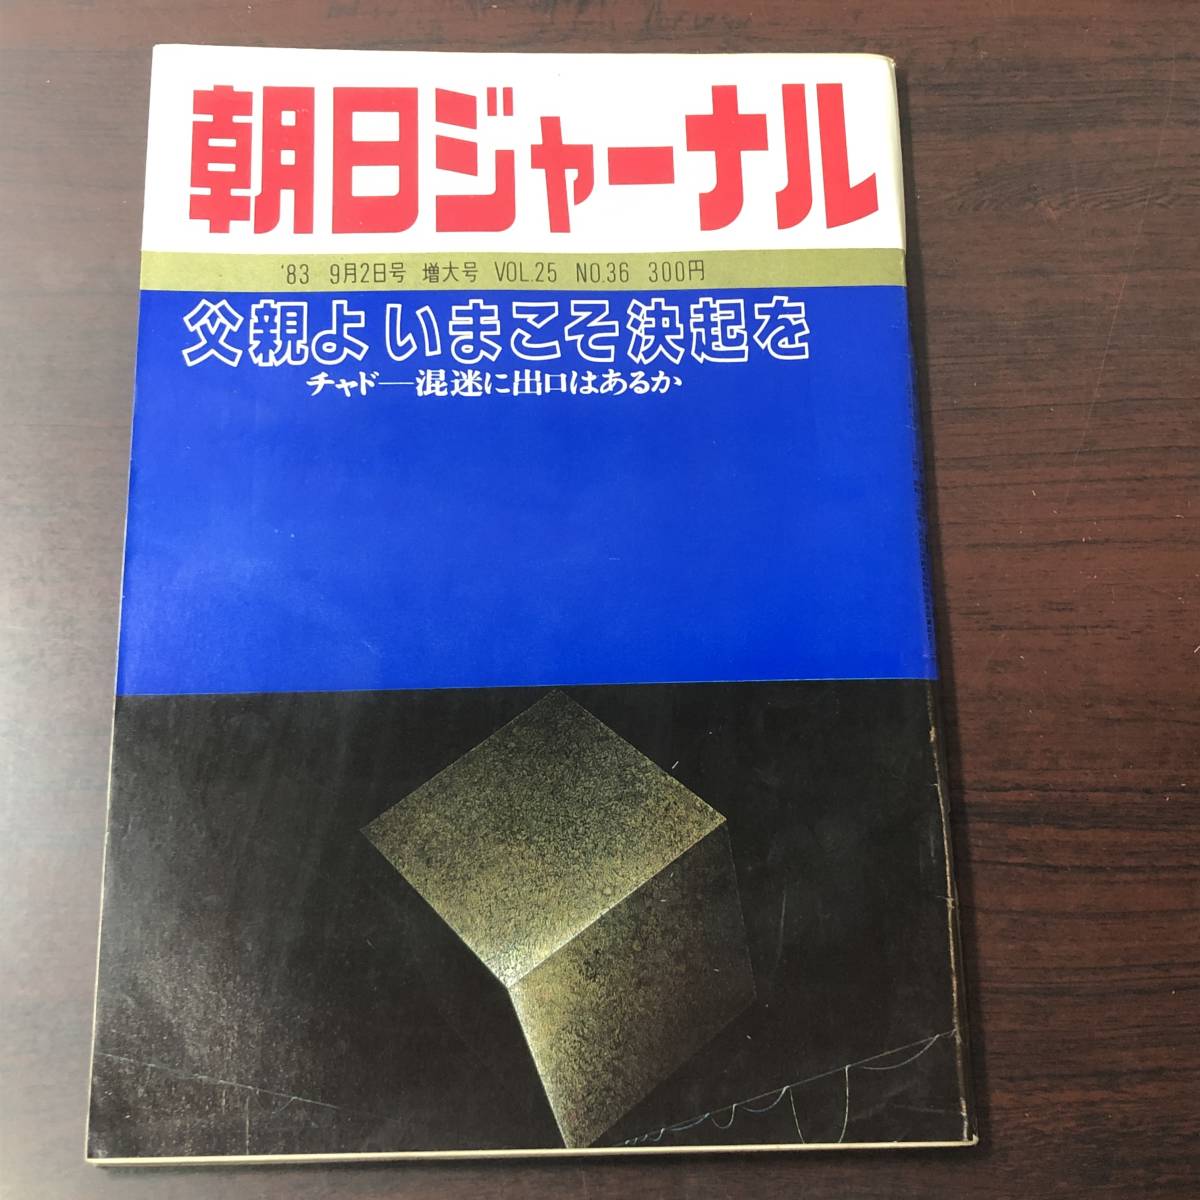 朝日ジャーナル
'83 9月2日号 増大号 VOL.25 NO.36 300円
父親よ いまこそ決起を
チャド―混迷に出口はあるか